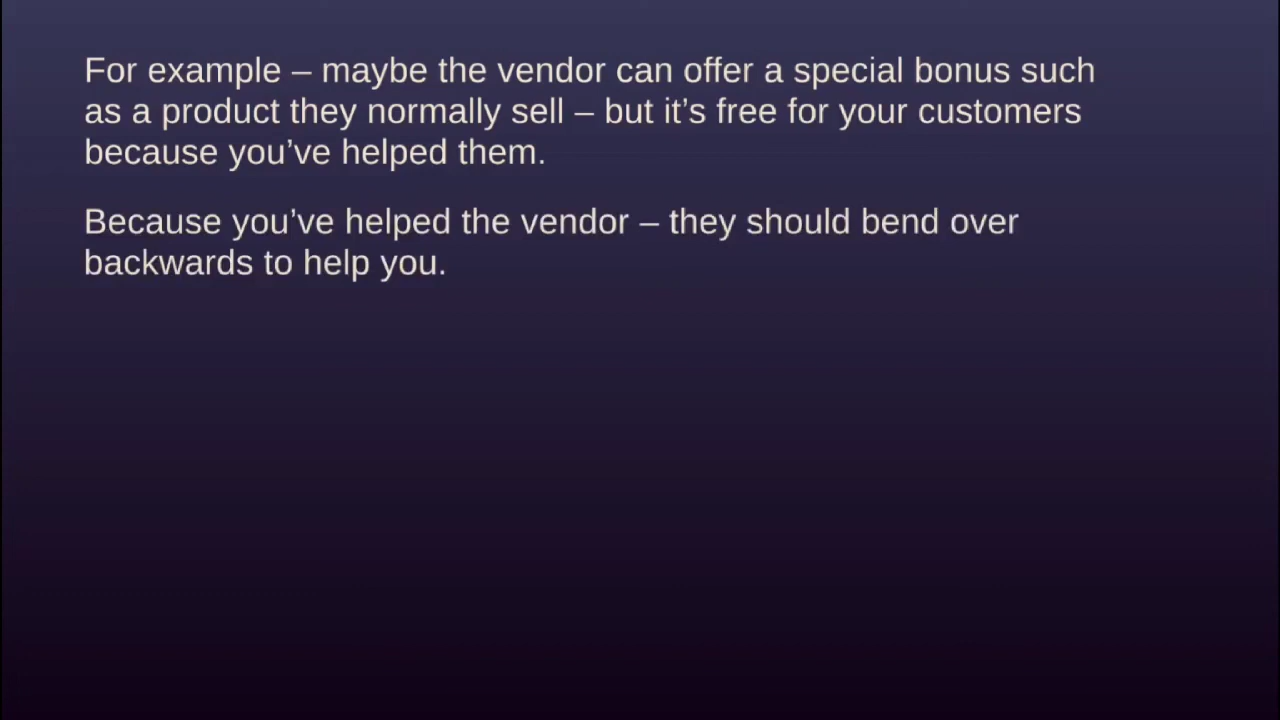 For example – maybe the vendor can offer a special bonus such
as a product they normally sell – but it’s free for your customers
because you’ve helped them.
Because you’ve helped the vendor – they should bend over
backwards to help you.